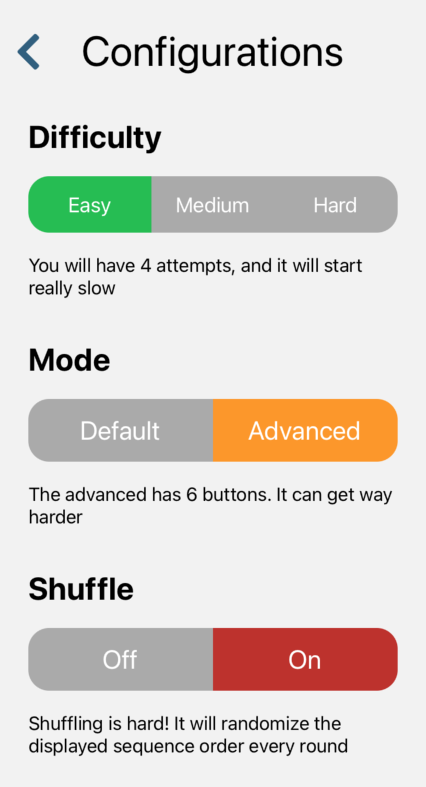 Configurations
Difficulty
Easy Medium Hard
You will have 4 attempts, and it will start
really slow
Mode
Default Advanced
The advanced has 6 buttons. It can get way
harder
Shuffle
Off On
Shuffling is hard! It will randomize the
displayed sequence order every round